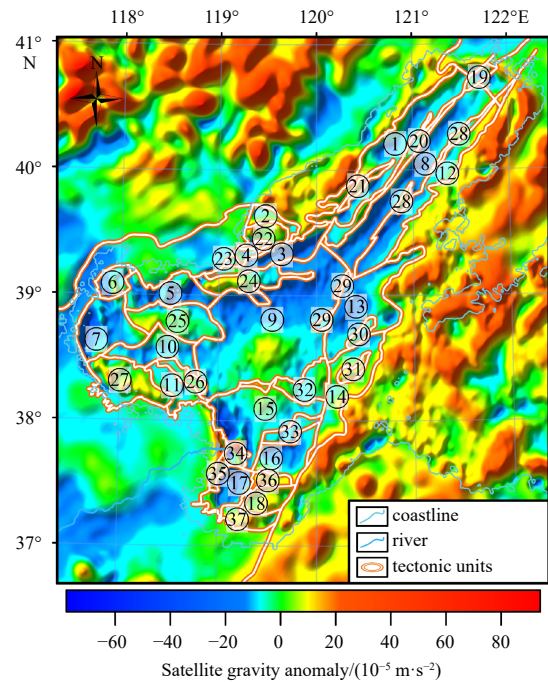 118° 119° 120° 121° 122°E
41°
N
19
1 20 28
8
40° 12
21
28
2
22
23 4 3
24
6 29
39° 5
13
25 9 29
7 30
10
31
27 11 26 32
14
15
38°
33
34 16
35 36
17
18
37
coastline
river
37° tectonic units
−60 −40 −20 0 20 40 60 80
Satellite gravity anomaly/(10⁻⁵ m·s⁻²)